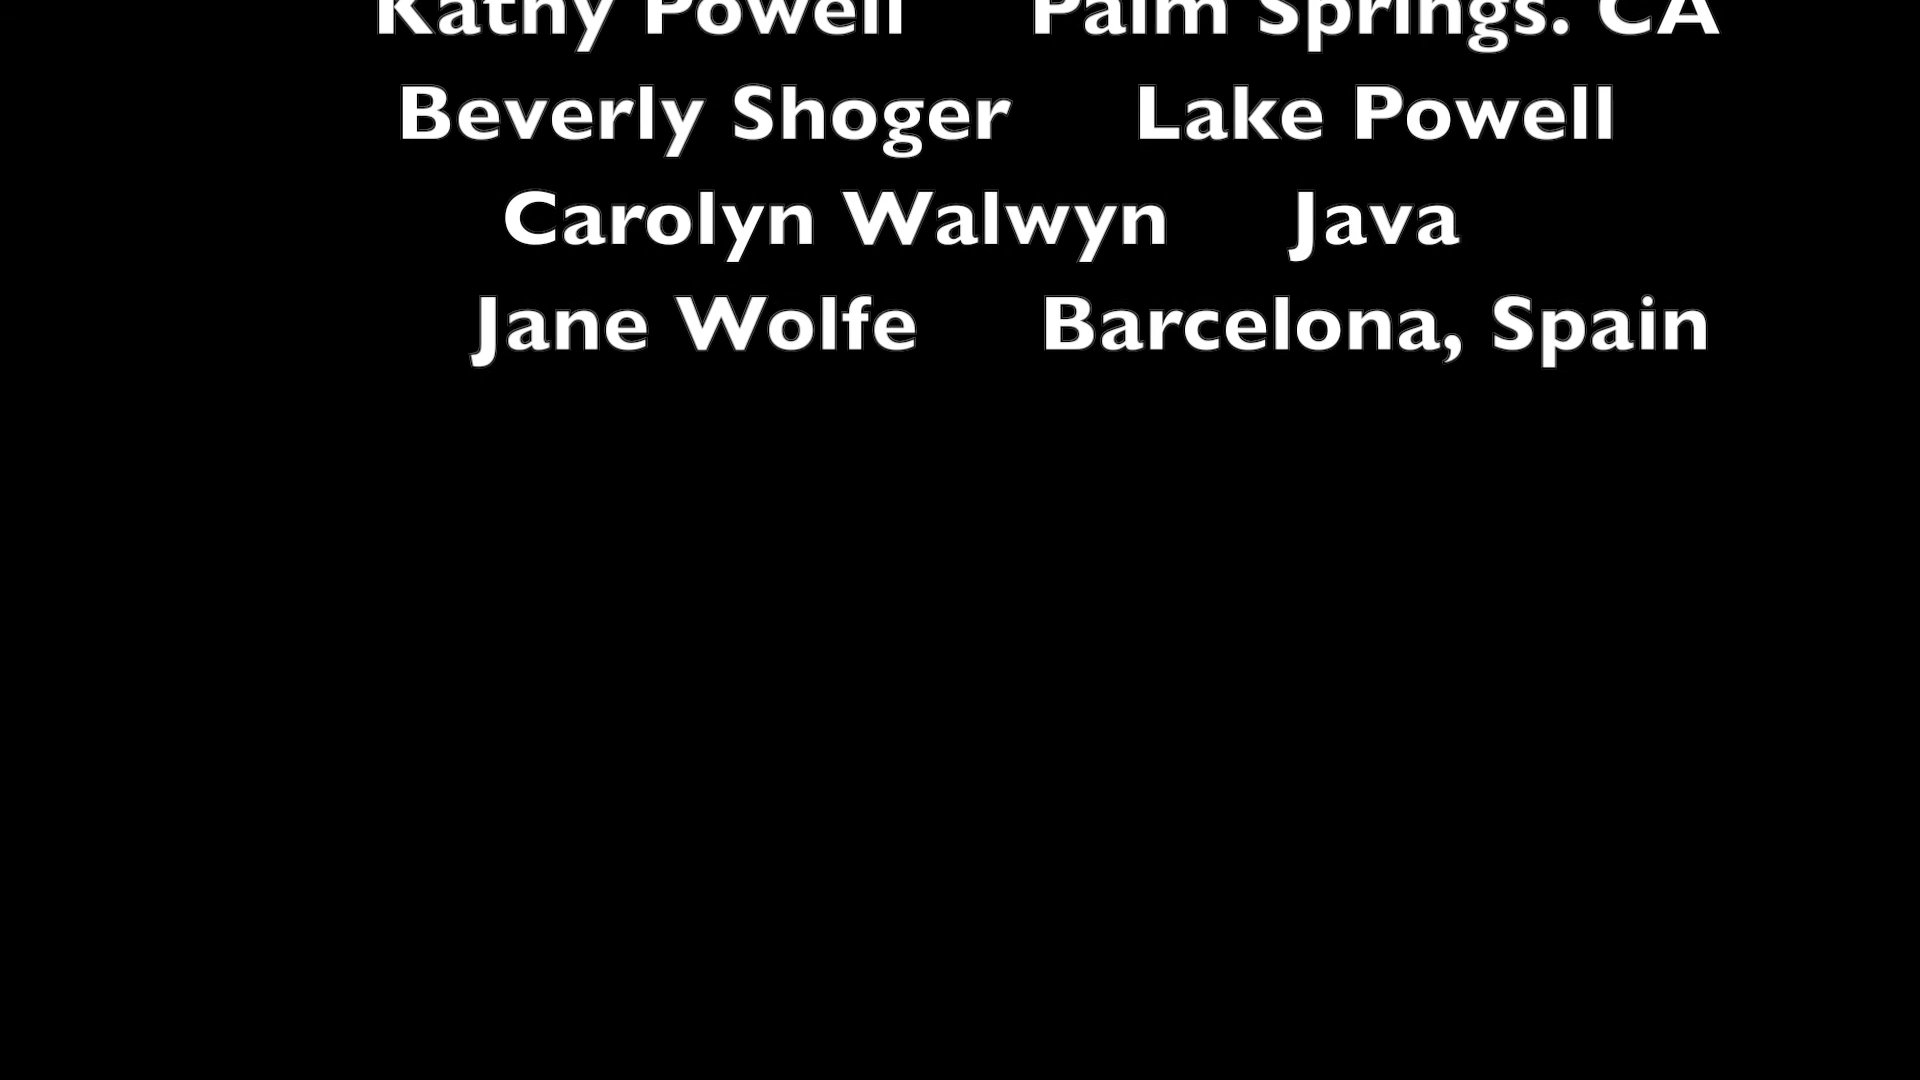 Kathy Powell Palm Springs. CA
Beverly Shoger Lake Powell
Carolyn Walwyn Java
Jane Wolfe Barcelona, Spain